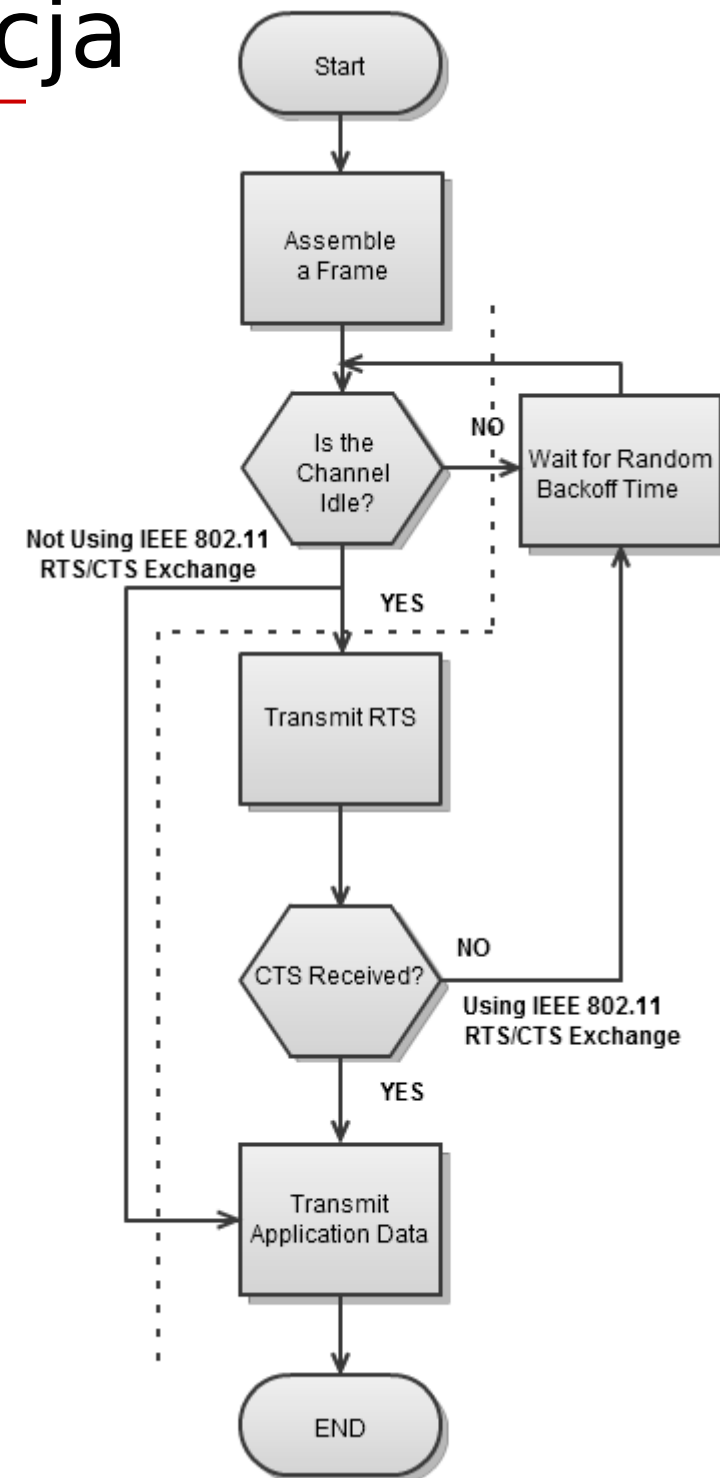 cja
Start
Assemble
a Frame
Is the
Channel
Idle?
NO
Wait for Random
Backoff Time
Not Using IEEE 802.11
RTS/CTS Exchange
YES
Transmit RTS
CTS Received?
NO
Using IEEE 802.11
RTS/CTS Exchange
YES
Transmit
Application Data
END